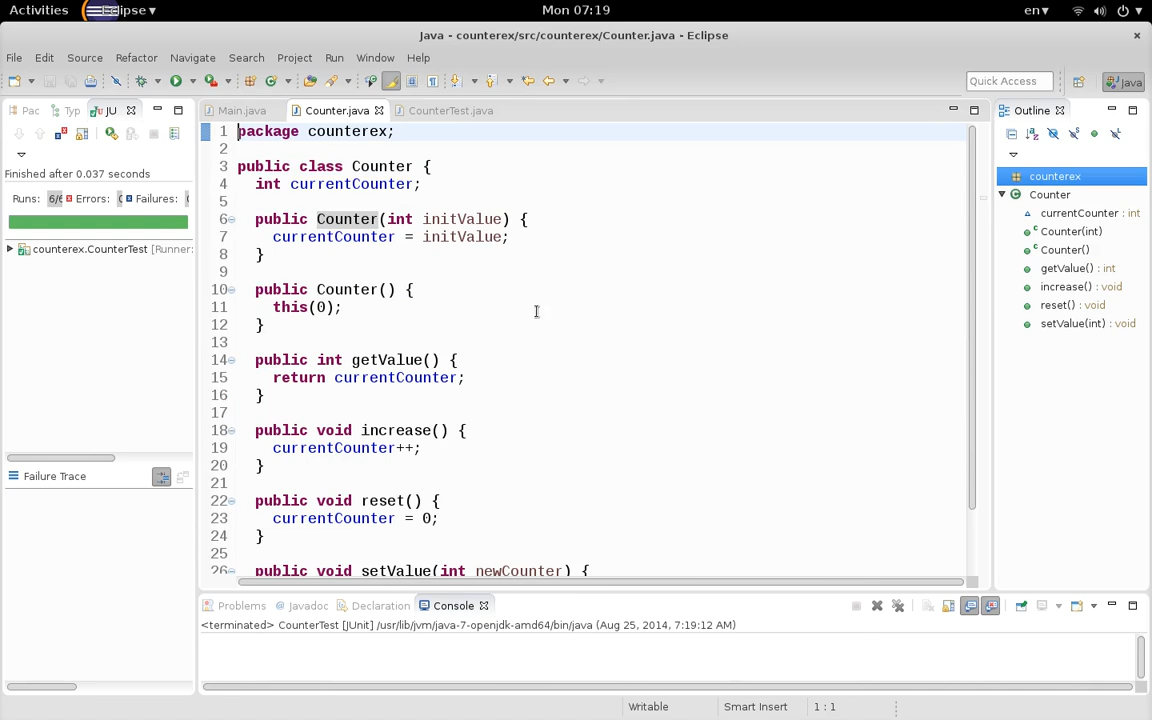 Activities Eclipse ▾ Mon 07:19 en ▾
Java - counterex/src/counterex/Counter.java - Eclipse
File Edit Source Refactor Navigate Search Project Run Window Help
Quick Access Java
Pac Typ JU
Main.java Counter.java CounterTest.java
Outline
Finished after 0.037 seconds
Runs: 6/6 Errors: Failures:
counterex.CounterTest [Runner:
Failure Trace
1 package counterex;
2
3 public class Counter {
4 int currentCounter;
5
6 public Counter(int initValue) {
7 currentCounter = initValue;
8 }
9
10 public Counter() {
11 this(0);
12 }
13
14 public int getValue() {
15 return currentCounter;
16 }
17
18 public void increase() {
19 currentCounter++;
20 }
21
22 public void reset() {
23 currentCounter = 0;
24 }
25
26 public void setValue(int newCounter) {
counterex
Counter
currentCounter : int
Counter(int)
Counter()
getValue() : int
increase() : void
reset() : void
setValue(int) : void
Problems @ Javadoc Declaration Console
<terminated> CounterTest [JUnit] /usr/lib/jvm/java-7-openjdk-amd64/bin/java (Aug 25, 2014, 7:19:12 AM)
Writable Smart Insert 1 : 1